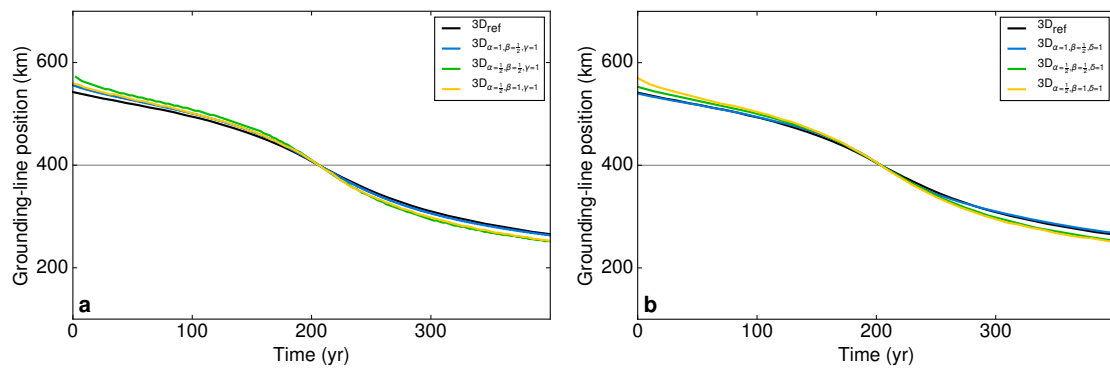 Grounding-line position (km)
600
400
200
0
100
200
300
Time (yr)
a
3D_ref
3D_α=1,β=½,γ=1
3D_α=½,β=½,γ=1
3D_α=½,β=1,γ=1
Grounding-line position (km)
600
400
200
0
100
200
300
Time (yr)
b
3D_ref
3D_α=1,β=½,δ=1
3D_α=½,β=½,δ=1
3D_α=½,β=1,δ=1